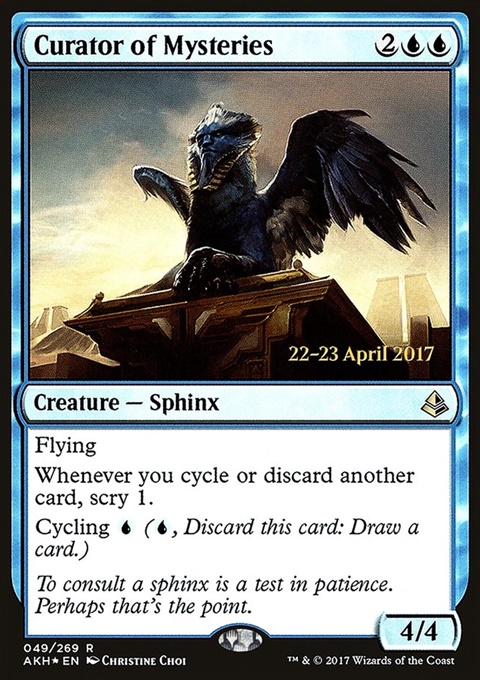 Curator of Mysteries 2
22–23 April 2017
Creature — Sphinx
Flying
Whenever you cycle or discard another
card, scry 1.
Cycling (, Discard this card: Draw a
card.)
To consult a sphinx is a test in patience.
Perhaps that's the point.
4/4
049/269 R
AKH★EN Christine Choi
™ & © 2017 Wizards of the Coast